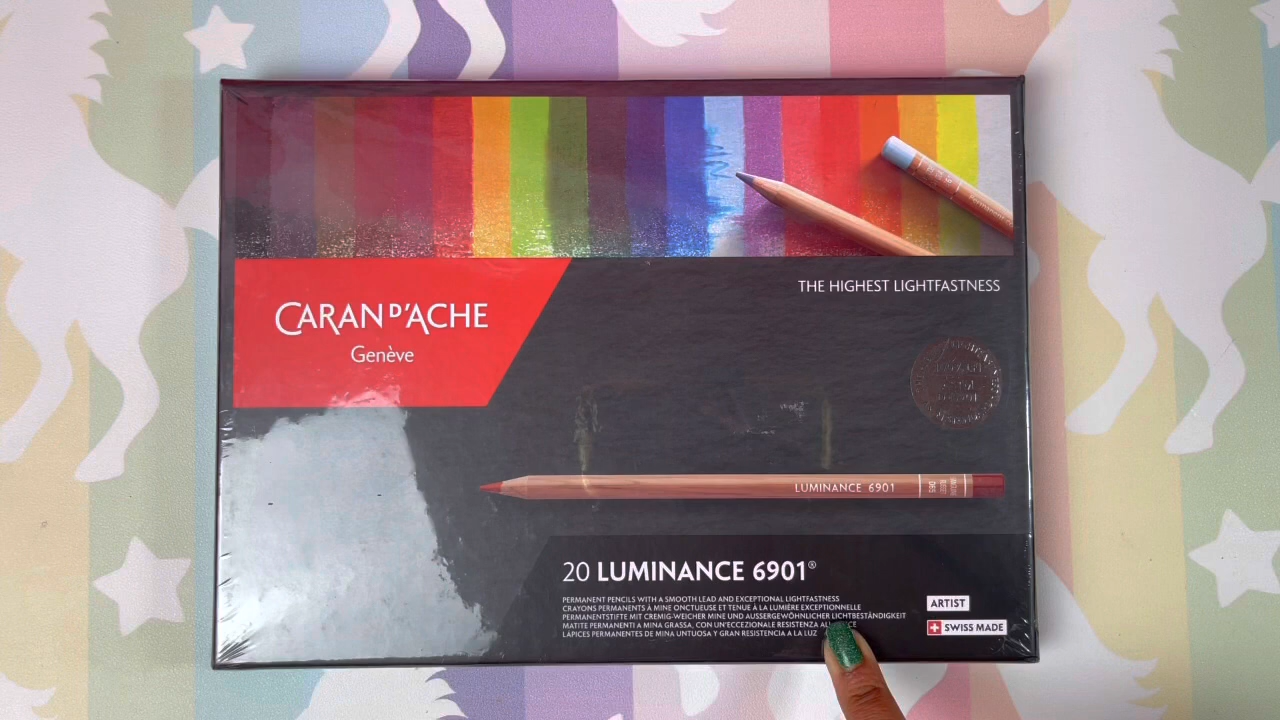 CARAN D'ACHE
Genève
THE HIGHEST LIGHTFASTNESS
LUMINANCE 6901
20 LUMINANCE 6901®
PERMANENT PENCILS WITH A SMOOTH LEAD AND EXCEPTIONAL LIGHTFASTNESS
CRAYONS PERMANENTS À MINE ONCTUEUSE ET TENUE À LA LUMIÈRE EXCEPTIONNELLE
PERMANENTSTIFTE MIT CREMIG-WEICHER MINE UND AUSSERGEWÖHNLICHER LICHTBESTÄNDIGKEIT
MATITE PERMANENTI A MINA GRASSA, CON UN'ECCEZIONALE RESISTENZA
LÁPICES PERMANENTES DE MINA UNTUOSA Y GRAN RESISTENCIA A LA LUZ
ARTIST
SWISS MADE